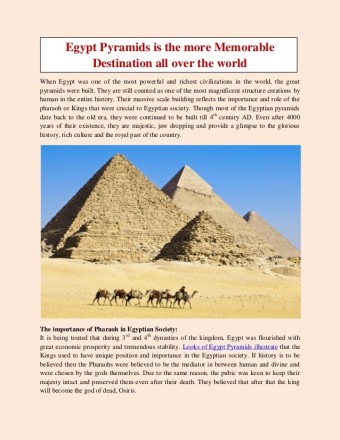 Egypt Pyramids is the more Memorable
Destination all over the world
When Egypt was one of the most powerful and richest civilizations in the world, the great
pyramids were built. They are still counted as one of the most magnificent structure creations by
human in the entire history. Their massive scale building reflects the importance and role of the
pharaoh or Kings that were crucial to Egyptian society. Though most of the Egyptian pyramids
date back to the old era, they were continued to be built till 4th century AD. Even after 4000
years of their existence, they are majestic, jaw dropping and provide a glimpse to the glorious
history, rich culture and the royal past of the country.
The importance of Pharaoh in Egyptian Society:
It is being touted that during 3rd and 4th dynasties of the kingdom, Egypt was flourished with
great economic prosperity and tremendous stability. Looks of Egypt Pyramids illustrate that the
Kings used to have unique position and importance in the Egyptian society. If history is to be
believed then the Pharaohs were believed to be the mediator in between human and divine and
were chosen by the gods themselves. Due to the same reason, the pubic was keen to keep their
majesty intact and preserved them even after their death. They believed that after that the king
will become the god of dead, Osiris.